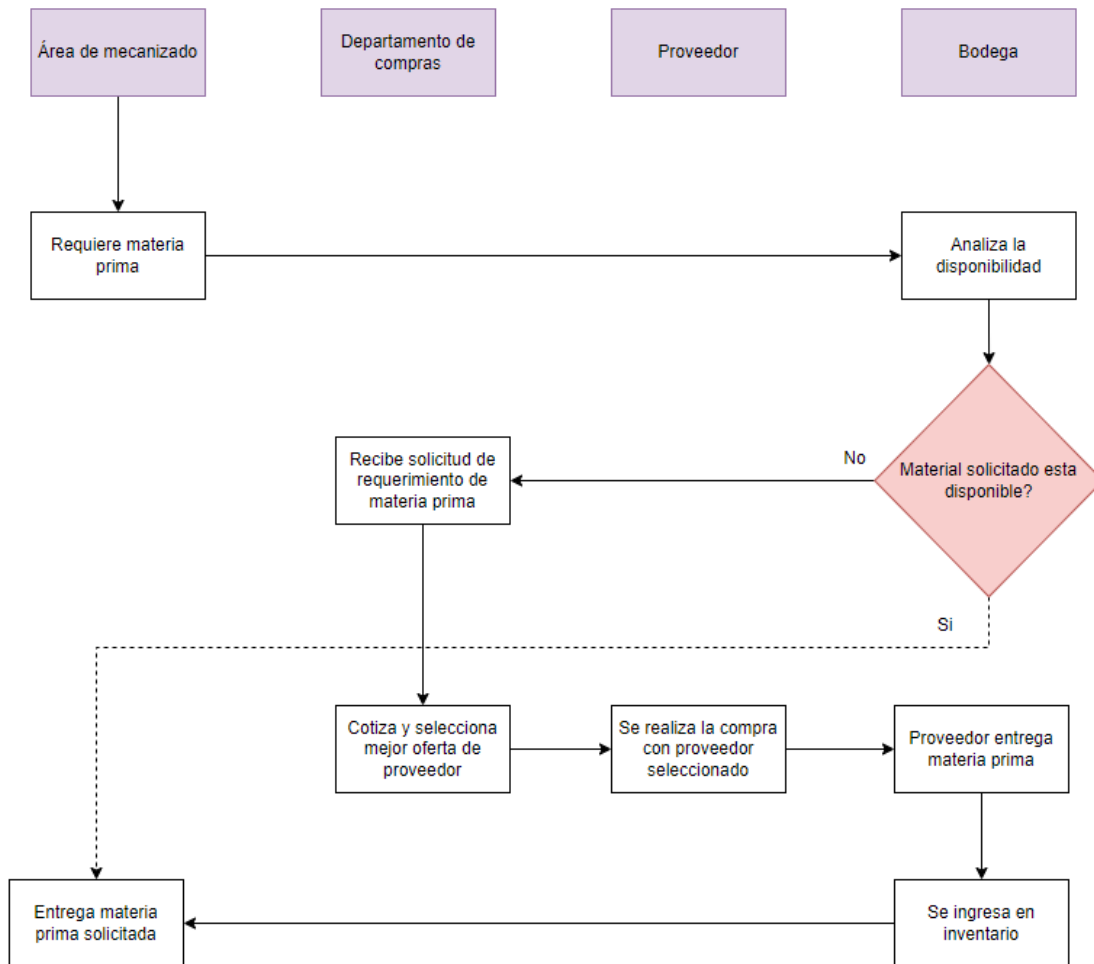 Área de mecanizado
Departamento de
compras
Proveedor
Bodega
Requiere materia
prima
Analiza la
disponibilidad
Recibe solicitud de
requerimiento de
materia prima
No
Material solicitado esta
disponible?
Si
Cotiza y selecciona
mejor oferta de
proveedor
Se realiza la compra
con proveedor
seleccionado
Proveedor entrega
materia prima
Entrega materia
prima solicitada
Se ingresa en
inventario